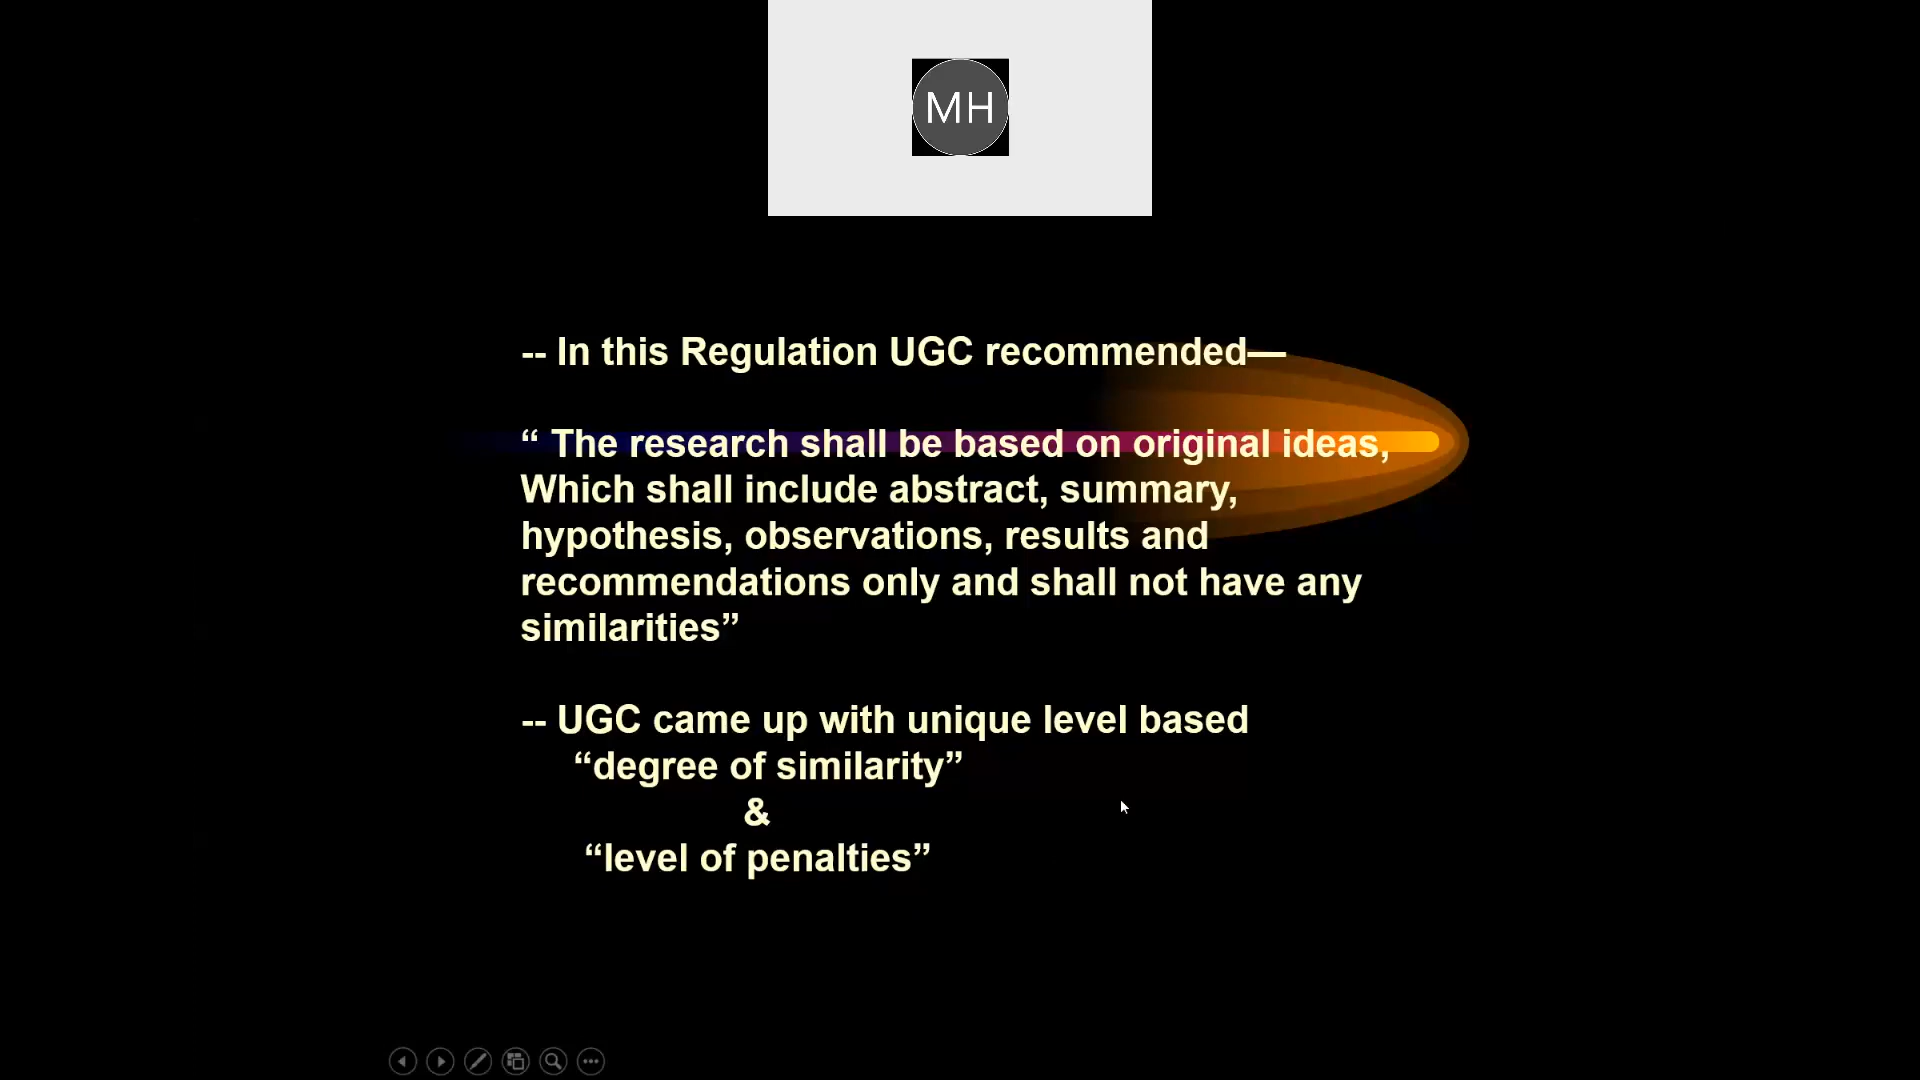 MH
-- In this Regulation UGC recommended—
“ The research shall be based on original ideas,
Which shall include abstract, summary,
hypothesis, observations, results and
recommendations only and shall not have any
similarities”
-- UGC came up with unique level based
“degree of similarity”
&
“level of penalties”